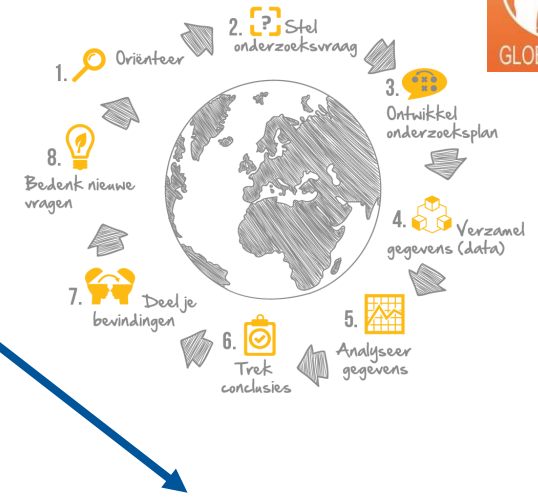 1. Oriënteer
2. Stel
onderzoeksvraag
3.
Ontwikkel
onderzoeksplan
4. Verzamel
gegevens (data)
5.
Analyseer
gegevens
6.
Trek
conclusies
7. Deel je
bevindingen
8.
Bedenk nieuwe
vragen